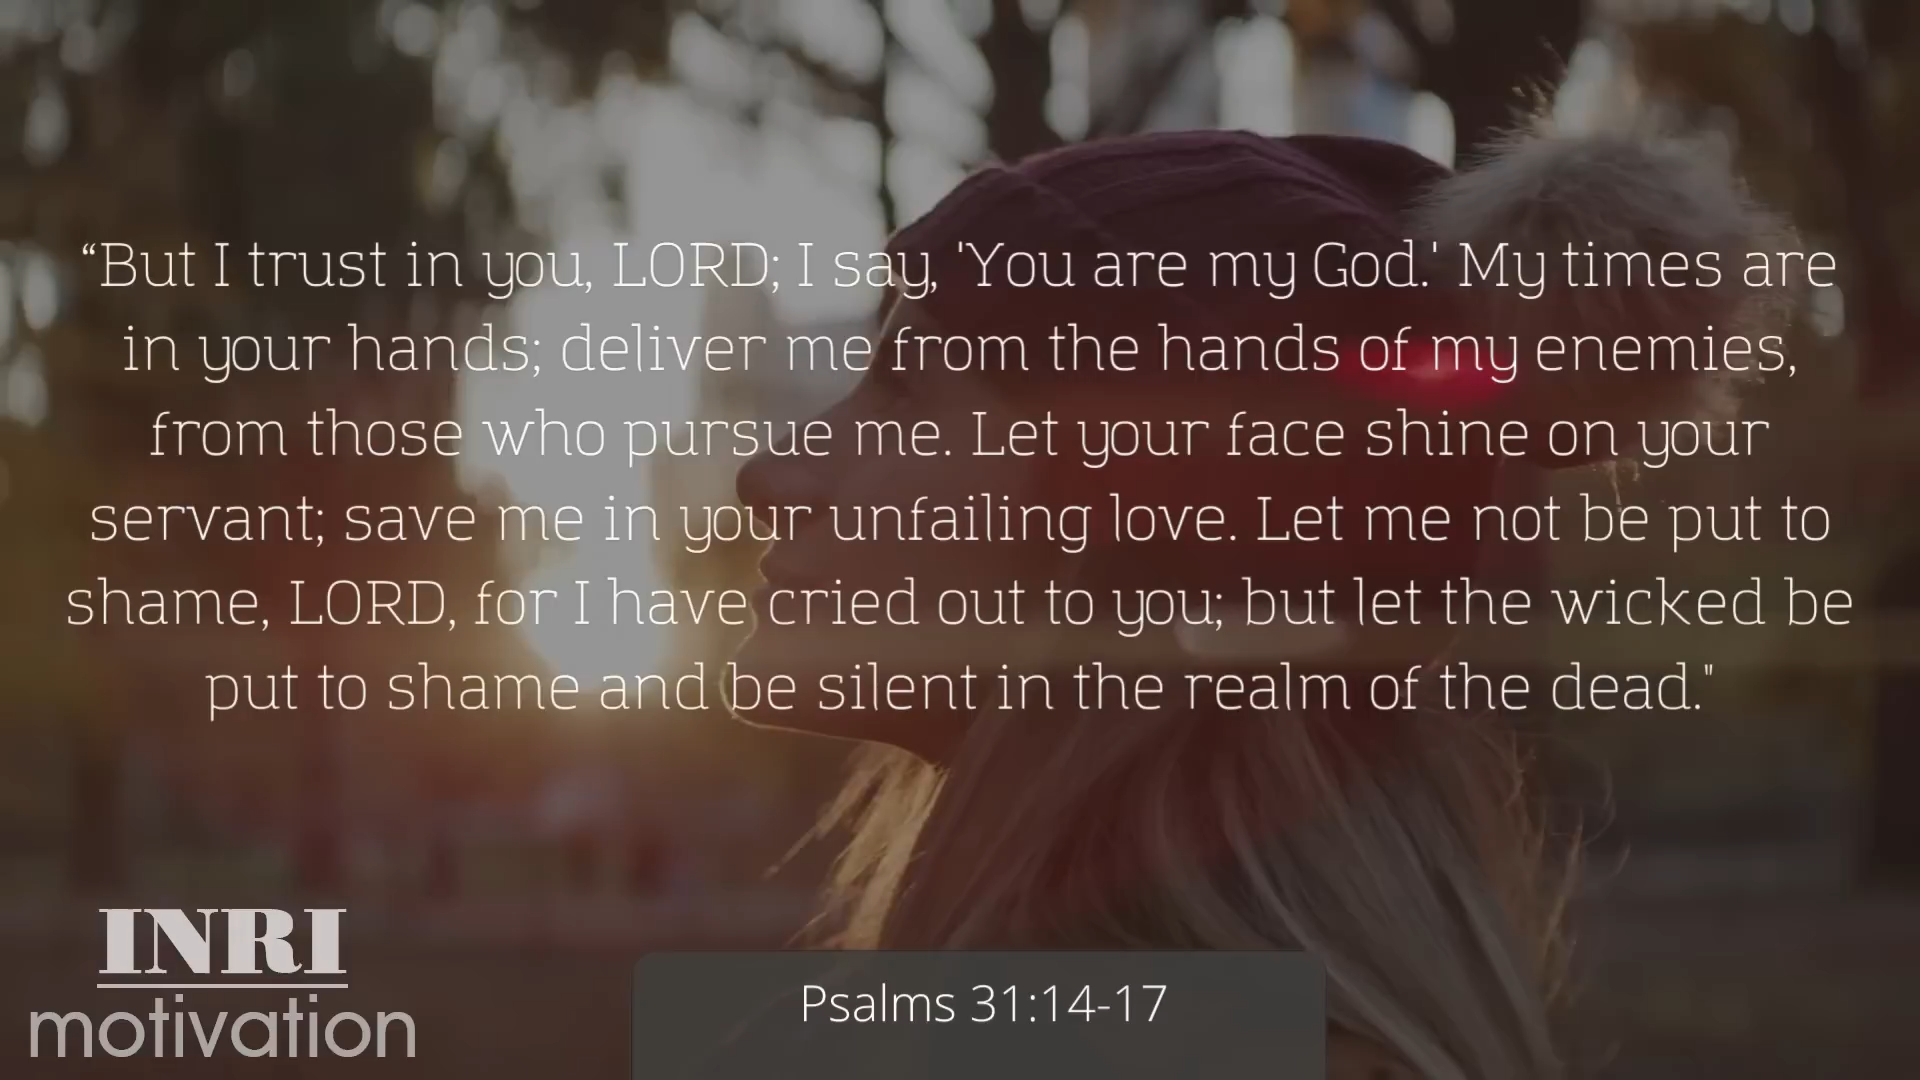 “But I trust in you, LORD; I say, 'You are my God.' My times are
in your hands; deliver me from the hands of my enemies,
from those who pursue me. Let your face shine on your
servant; save me in your unfailing love. Let me not be put to
shame, LORD, for I have cried out to you; but let the wicked be
put to shame and be silent in the realm of the dead."
INRI
motivation
Psalms 31:14-17